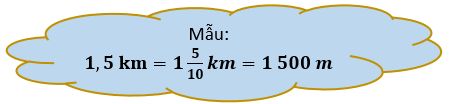 Mẫu:
1,5 km = 1 5/10 km = 1 500 m